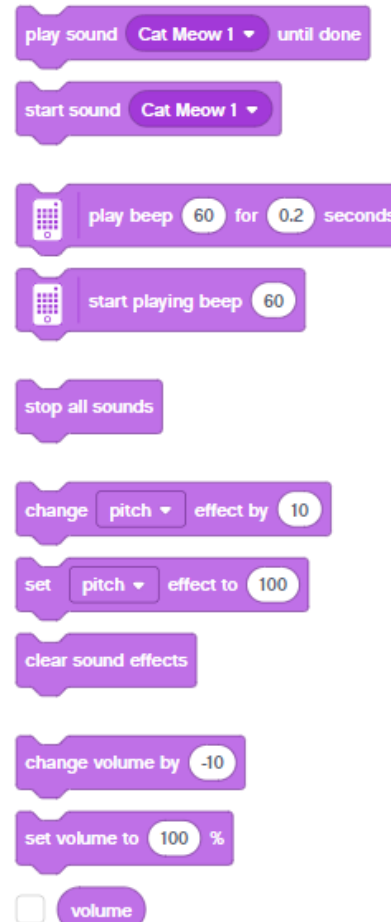 play sound Cat Meow 1 until done
start sound Cat Meow 1
play beep 60 for 0.2 seconds
start playing beep 60
stop all sounds
change pitch effect by 10
set pitch effect to 100
clear sound effects
change volume by -10
set volume to 100 %
volume